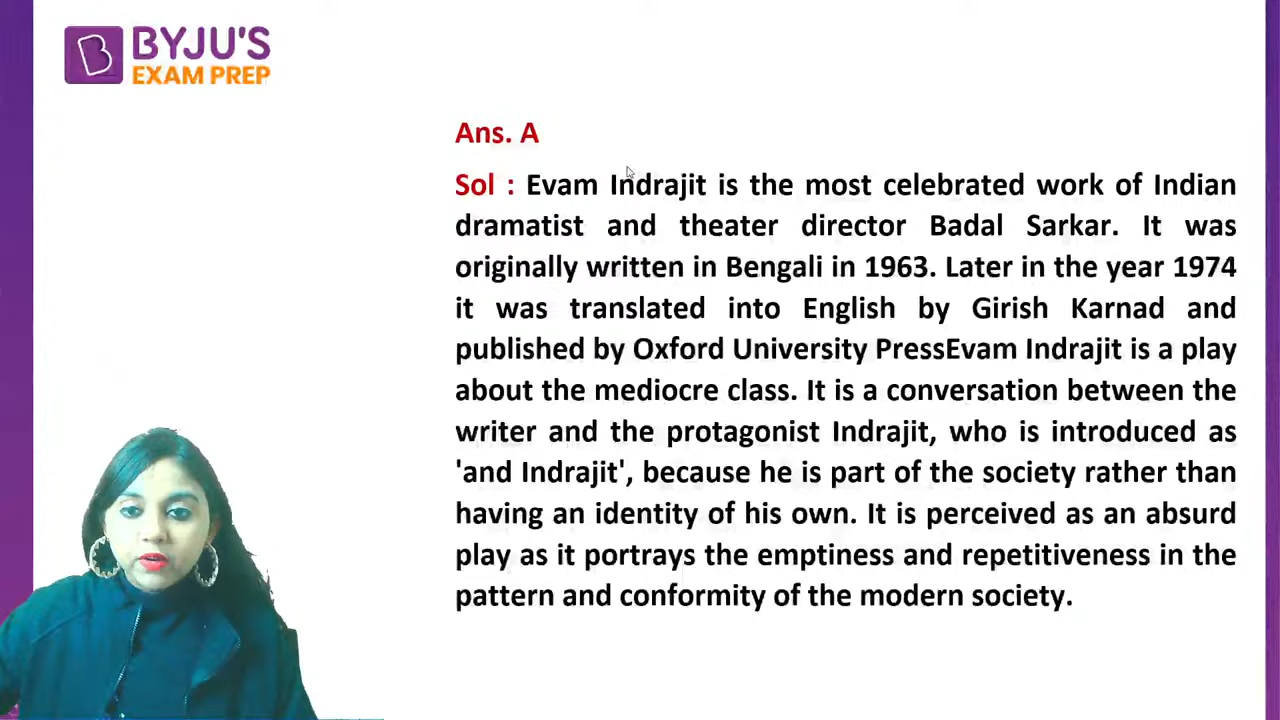 BYJU'S
EXAM PREP
Ans. A
Sol : Evam Indrajit is the most celebrated work of Indian
dramatist and theater director Badal Sarkar. It was
originally written in Bengali in 1963. Later in the year 1974
it was translated into English by Girish Karnad and
published by Oxford University PressEvam Indrajit is a play
about the mediocre class. It is a conversation between the
writer and the protagonist Indrajit, who is introduced as
'and Indrajit', because he is part of the society rather than
having an identity of his own. It is perceived as an absurd
play as it portrays the emptiness and repetitiveness in the
pattern and conformity of the modern society.